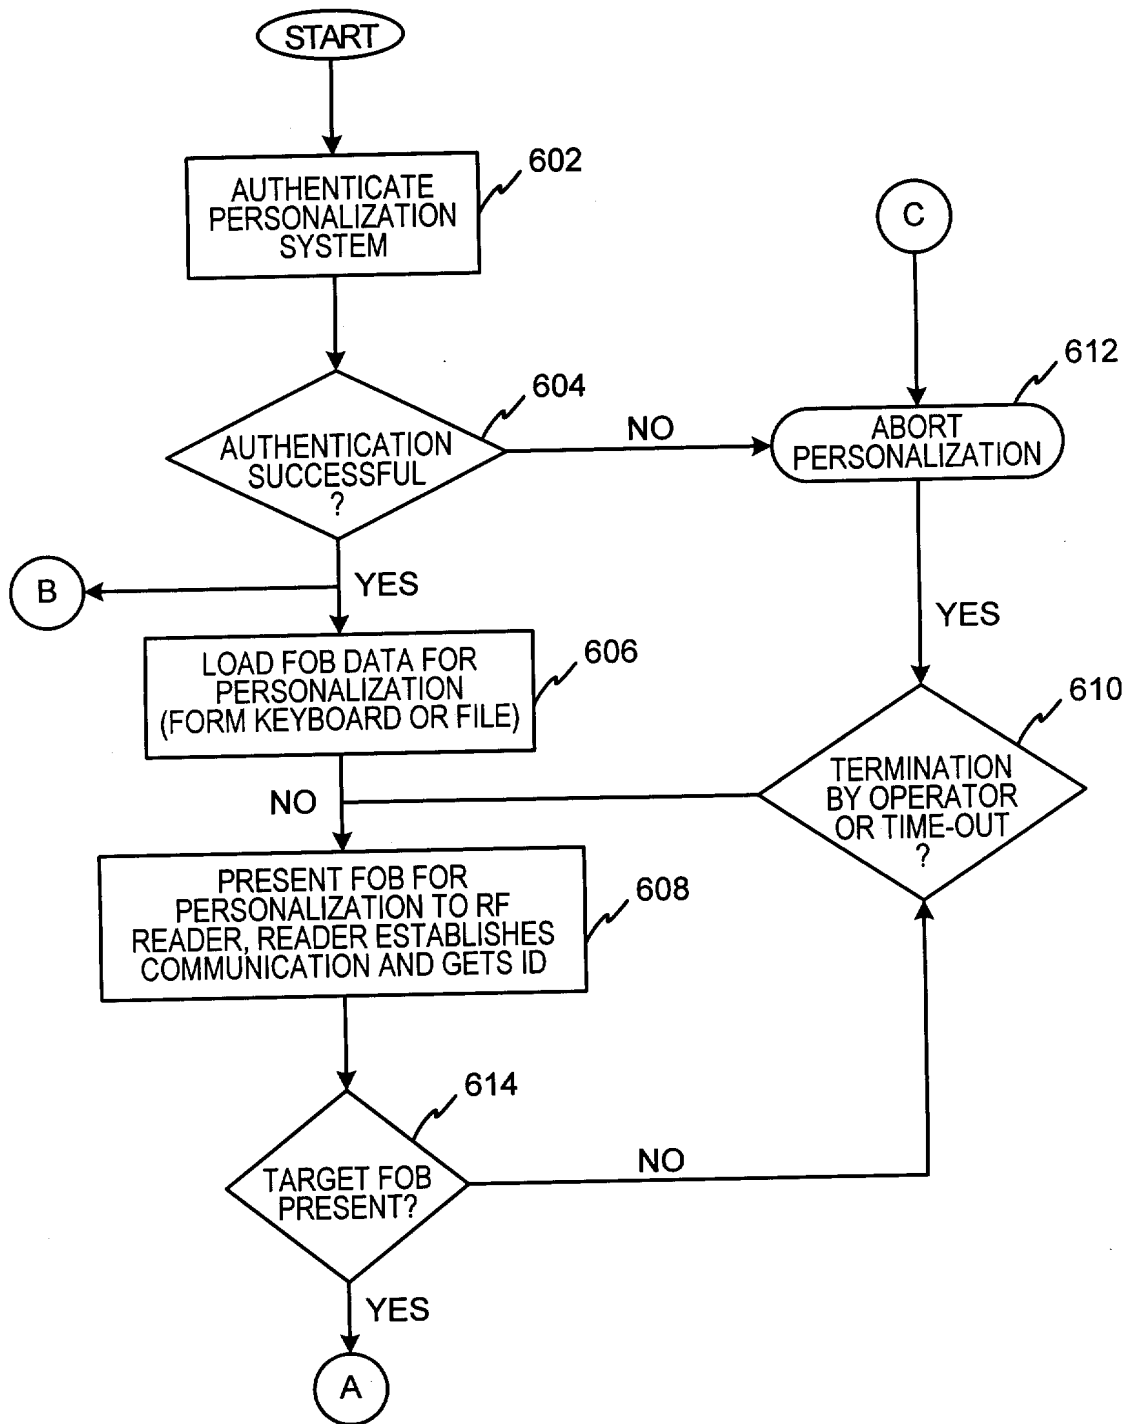 START
602
AUTHENTICATE
PERSONALIZATION
SYSTEM
C
612
604
AUTHENTICATION
SUCCESSFUL
?
NO
ABORT
PERSONALIZATION
B
YES
YES
606
LOAD FOB DATA FOR
PERSONALIZATION
(FORM KEYBOARD OR FILE)
610
TERMINATION
BY OPERATOR
OR TIME-OUT
?
NO
608
PRESENT FOB FOR
PERSONALIZATION TO RF
READER, READER ESTABLISHES
COMMUNICATION AND GETS ID
614
TARGET FOB
PRESENT?
NO
YES
A